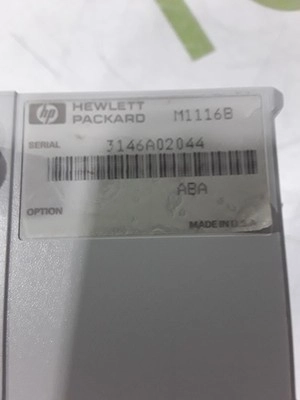 hp HEWLETT
PACKARD M1116B
SERIAL 3146A02044
ABA
OPTION
MADE IN U.S.A.